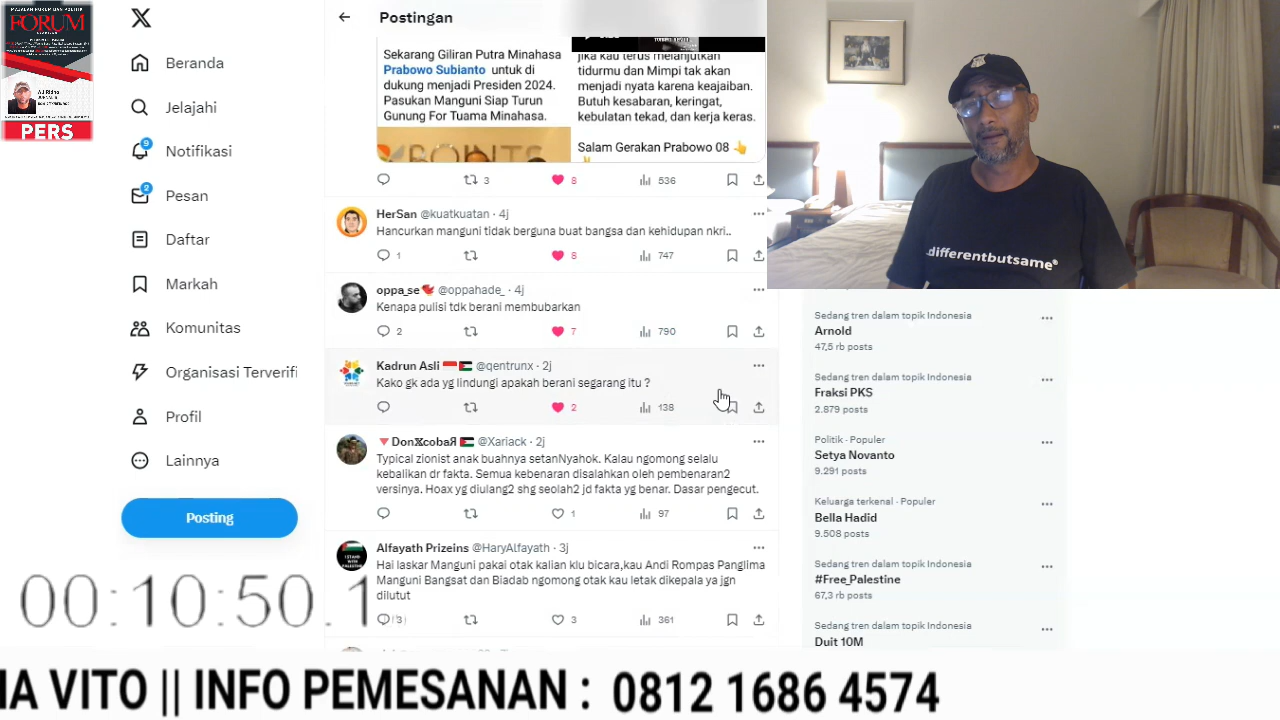 MAJALAH HUKUM DAN POLITIK
FORUM
PERS
X
Beranda
Jelajahi
9
Notifikasi
2
Pesan
Daftar
Markah
Komunitas
Organisasi Terverifi
Profil
Lainnya
Posting
00:10:50.1
Postingan
Sekarang Giliran Putra Minahasa
Prabowo Subianto untuk di
dukung menjadi Presiden 2024.
Pasukan Manguni Siap Turun
Gunung For Tuama Minahasa.
POINTS
jika kau terus melanjutkan
tidurmu dan Mimpi tak akan
menjadi nyata karena keajaiban.
Butuh kesabaran, keringat,
kebulatan tekad, dan kerja keras.
Salam Gerakan Prabowo 08 👆
3 8 536
HerSan @kuatkuatan · 4j
Hancurkan manguni tidak berguna buat bangsa dan kehidupan nkri..
1 8 747
oppa_se @oppahade_ · 4j
Kenapa pulisi tdk berani membubarkan
2 7 790
Kadrun Asli 🇮🇩🇵🇸 @qentrunx · 2j
Kako gk ada yg lindungi apakah berani segarang itu ?
2 138
🔻Don𝕏cobaЯ 🇵🇸 @Xariack · 2j
Typical zionist anak buahnya setanNyahok. Kalau ngomong selalu
kebalikan dr fakta. Semua kebenaran disalahkan oleh pembenaran2
versinya. Hoax yg diulang2 shg seolah2 jd fakta yg benar. Dasar pengecut.
1 97
Alfayath Prizeins @HaryAlfayath · 3j
Hai laskar Manguni pakai otak kalian klu bicara,kau Andi Rompas Panglima
Manguni Bangsat dan Biadab ngomong otak kau letak dikepala ya jgn
dilutut
3 3 361
.differentbutsame®
Sedang tren dalam topik Indonesia
Arnold
47,5 rb posts
Sedang tren dalam topik Indonesia
Fraksi PKS
2.879 posts
Politik · Populer
Setya Novanto
9.291 posts
Keluarga terkenal · Populer
Bella Hadid
9.508 posts
Sedang tren dalam topik Indonesia
#Free_Palestine
67,3 rb posts
Sedang tren dalam topik Indonesia
Duit 10M
IA VITO || INFO PEMESANAN : 0812 1686 4574